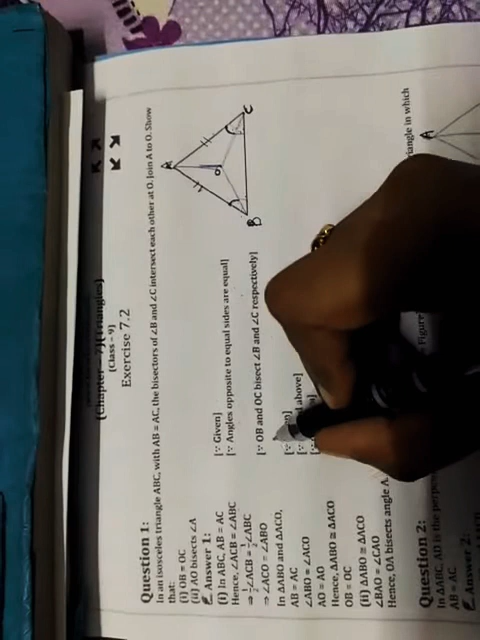 (Chapter – 7)(Triangles)
(Class – 9)
Exercise 7.2
Question 1:
In an isosceles triangle ABC, with AB = AC, the bisectors of ∠B and ∠C intersect each other at O. Join A to O. Show
that:
(i) OB = OC
(ii) AO bisects ∠A
Answer 1:
(i) In ABC, AB = AC [∵ Given]
Hence, ∠ACB = ∠ABC [∵ Angles opposite to equal sides are equal]
⇒ 1/2 ∠ACB = 1/2 ∠ABC
⇒ ∠ACO = ∠ABO [∵ OB and OC bisect ∠B and ∠C respectively]
In ΔABO and ΔACO,
AB = AC
∠ABO = ∠ACO above]
AO = AO
Hence, ΔABO ≅ ΔACO
OB = OC
(ii) ΔABO ≅ ΔACO
∠BAO = ∠CAO
Hence, OA bisects angle A.
A
O
B
C
Question 2:
In ΔABC, AD is the iangle in which
AB = AC.
Figure
A
Answer 2: